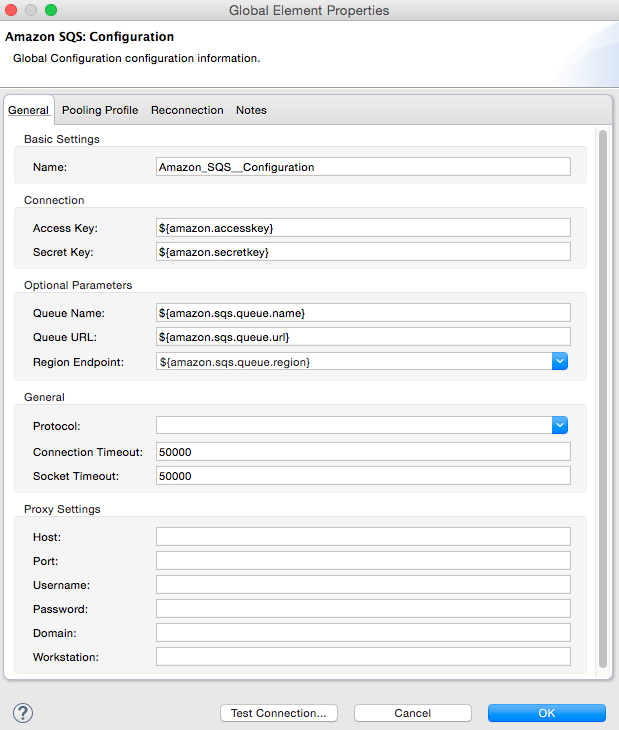 Global Element Properties
Amazon SQS: Configuration
Global Configuration configuration information.
General Pooling Profile Reconnection Notes
Basic Settings
Name: Amazon_SQS__Configuration
Connection
Access Key: ${amazon.accesskey}
Secret Key: ${amazon.secretkey}
Optional Parameters
Queue Name: ${amazon.sqs.queue.name}
Queue URL: ${amazon.sqs.queue.url}
Region Endpoint: ${amazon.sqs.queue.region}
General
Protocol:
Connection Timeout: 50000
Socket Timeout: 50000
Proxy Settings
Host:
Port:
Username:
Password:
Domain:
Workstation:
? Test Connection... Cancel OK